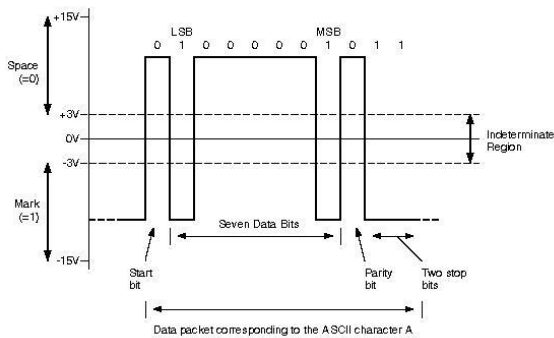 +15V
LSB MSB
0 1 0 0 0 0 0 1 0 1 1
Space
(=0)
+3V
0V
-3V
Indeterminate
Region
Mark
(=1)
Seven Data Bits
-15V
Start
bit
Parity
bit
Two stop
bits
Data packet corresponding to the ASCII character A